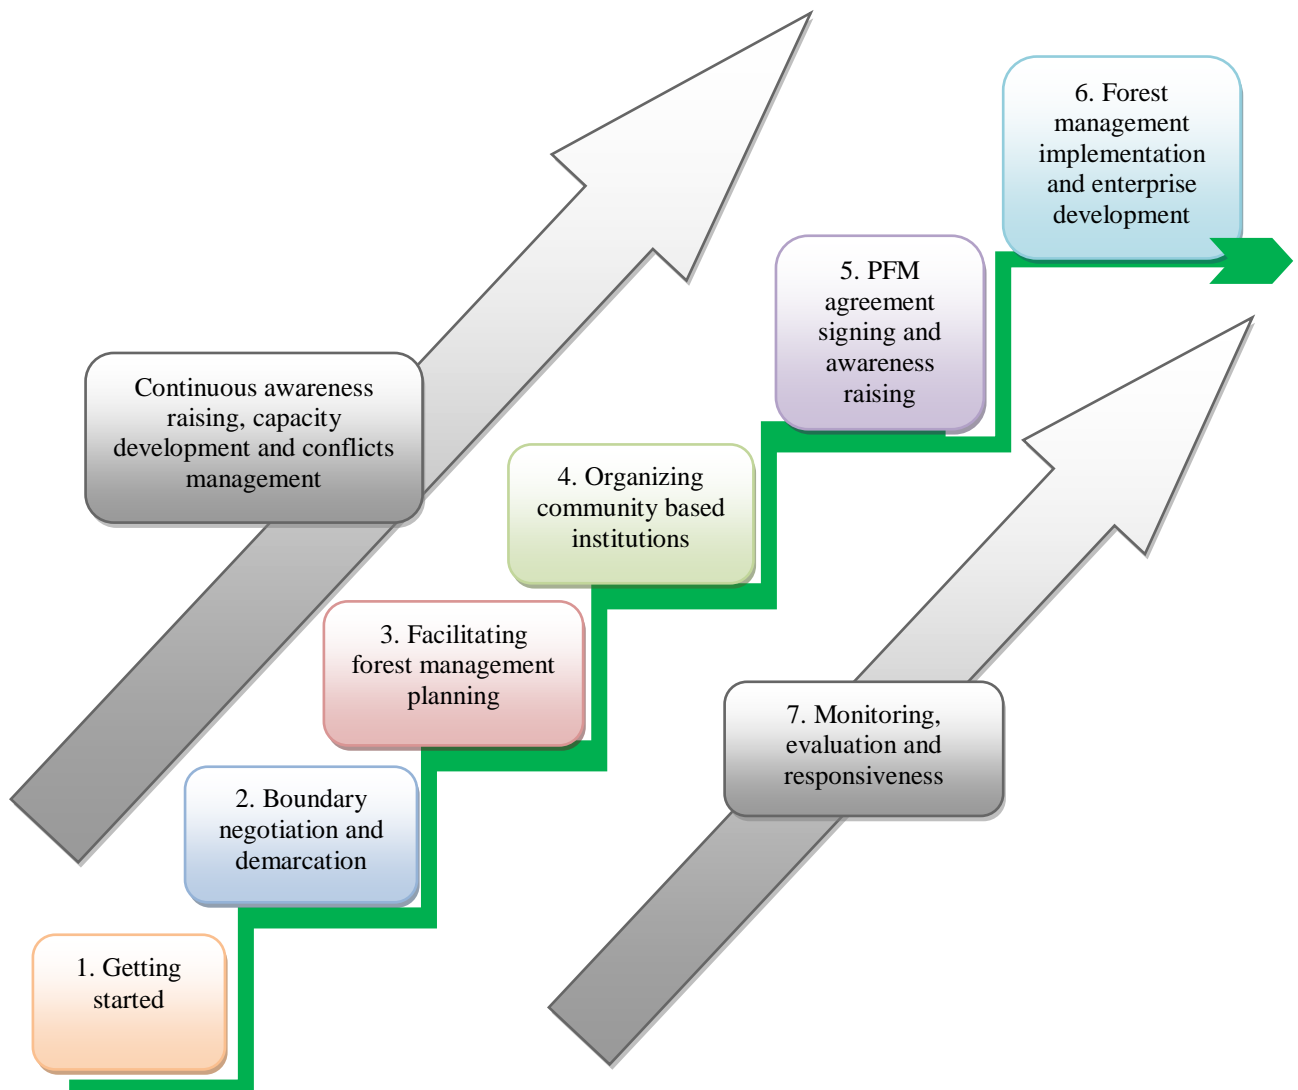 6. Forest
management
implementation
and enterprise
development
5. PFM
agreement
signing and
awareness
raising
Continuous awareness
raising, capacity
development and conflicts
management
4. Organizing
community based
institutions
3. Facilitating
forest management
planning
7. Monitoring,
evaluation and
responsiveness
2. Boundary
negotiation and
demarcation
1. Getting
started